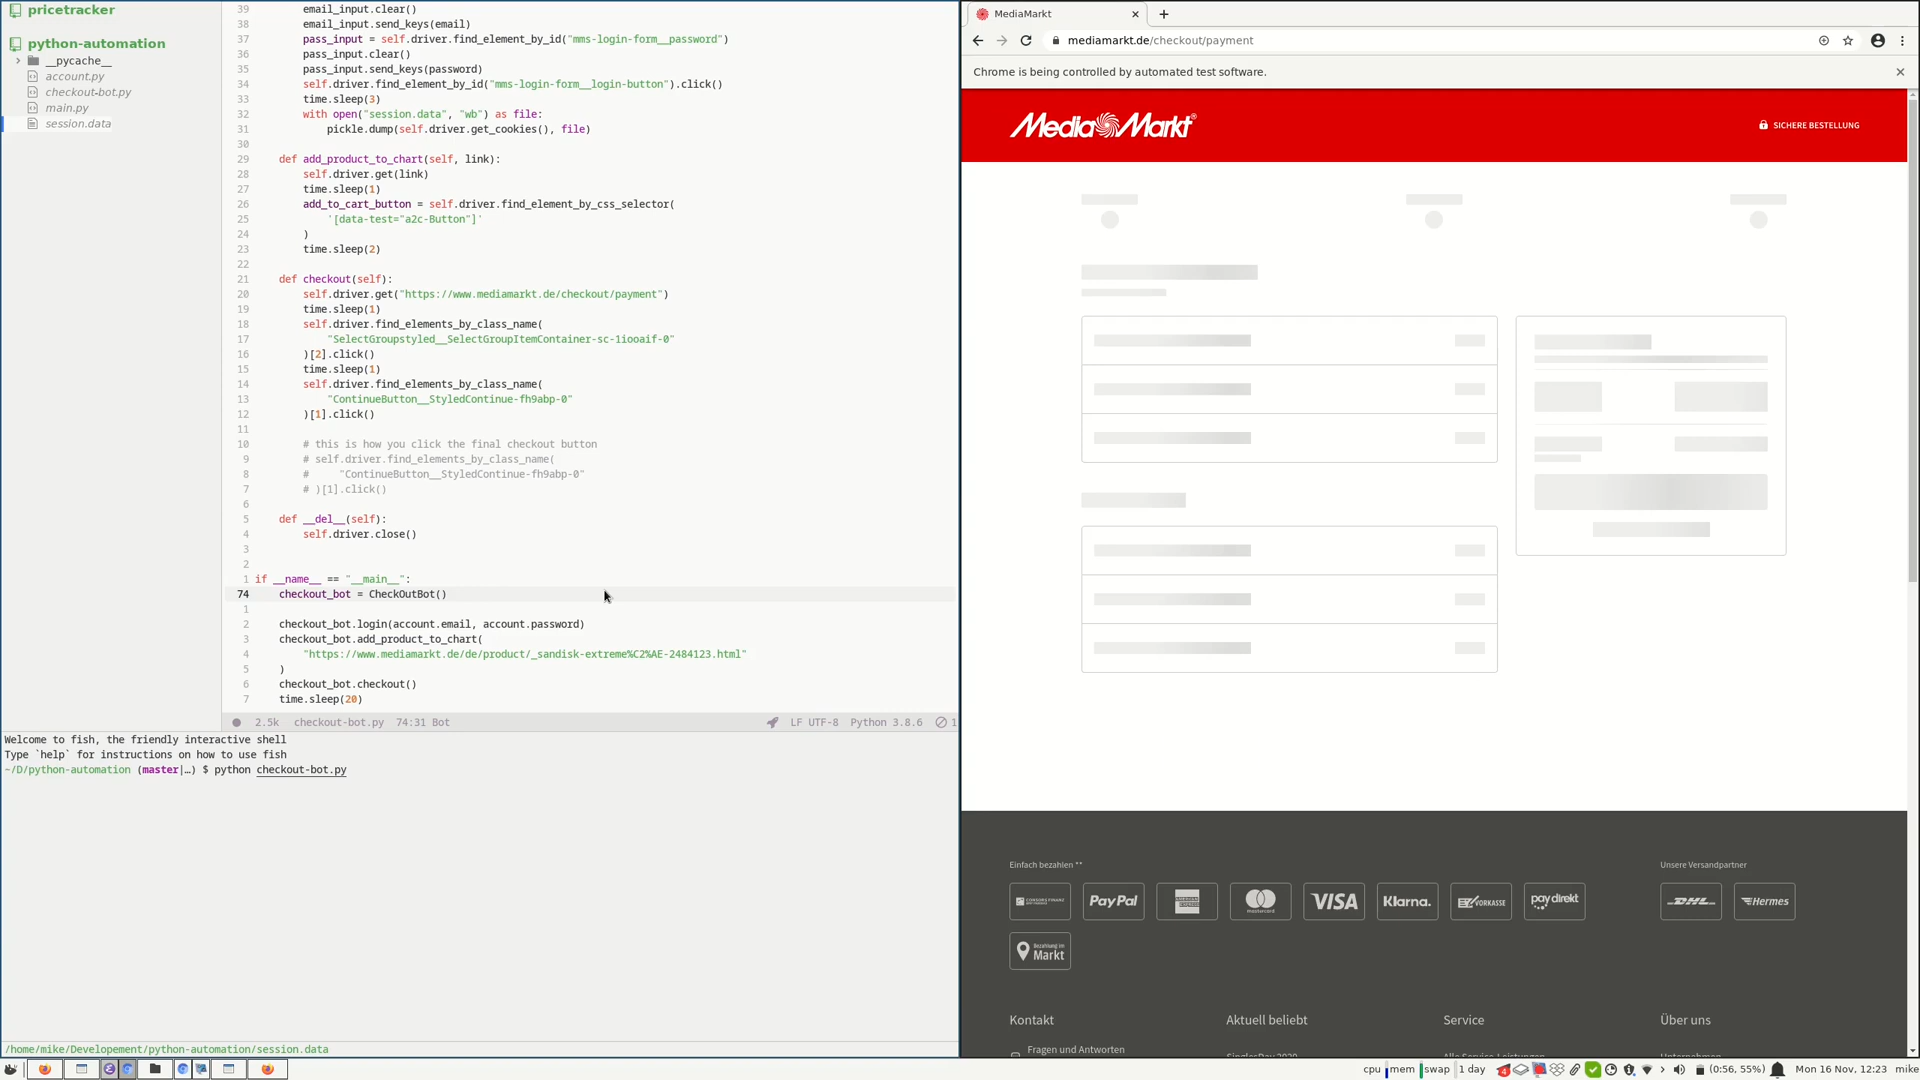 pricetracker
python-automation
__pycache__
account.py
checkout-bot.py
main.py
session.data
39 email_input.clear()
38 email_input.send_keys(email)
37 pass_input = self.driver.find_element_by_id("mms-login-form__password")
36 pass_input.clear()
35 pass_input.send_keys(password)
34 self.driver.find_element_by_id("mms-login-form__login-button").click()
33 time.sleep(3)
32 with open("session.data", "wb") as file:
31 pickle.dump(self.driver.get_cookies(), file)
30
29 def add_product_to_chart(self, link):
28 self.driver.get(link)
27 time.sleep(1)
26 add_to_cart_button = self.driver.find_element_by_css_selector(
25 '[data-test="a2c-Button"]'
24 )
23 time.sleep(2)
22
21 def checkout(self):
20 self.driver.get("https://www.mediamarkt.de/checkout/payment")
19 time.sleep(1)
18 self.driver.find_elements_by_class_name(
17 "SelectGroupstyled__SelectGroupItemContainer-sc-1iooaif-0"
16 )[2].click()
15 time.sleep(1)
14 self.driver.find_elements_by_class_name(
13 "ContinueButton__StyledContinue-fh9abp-0"
12 )[1].click()
11
10 # this is how you click the final checkout button
9 # self.driver.find_elements_by_class_name(
8 # "ContinueButton__StyledContinue-fh9abp-0"
7 # )[1].click()
6
5 def __del__(self):
4 self.driver.close()
3
2
1 if __name__ == "__main__":
74 checkout_bot = CheckOutBot()
1
2 checkout_bot.login(account.email, account.password)
3 checkout_bot.add_product_to_chart(
4 "https://www.mediamarkt.de/de/product/_sandisk-extreme%C2%AE-2484123.html"
5 )
6 checkout_bot.checkout()
7 time.sleep(20)
2.5k checkout-bot.py 74:31 Bot LF UTF-8 Python 3.8.6 1
Welcome to fish, the friendly interactive shell
Type `help` for instructions on how to use fish
~/D/python-automation (master|…) $ python checkout-bot.py
/home/mike/Developement/python-automation/session.data
MediaMarkt
mediamarkt.de/checkout/payment
Chrome is being controlled by automated test software.
Media Markt
SICHERE BESTELLUNG
Einfach bezahlen **
Unsere Versandpartner
PayPal
mastercard
VISA
Klarna.
VORKASSE
paydirekt
DHL
Hermes
Bezahlung im
Markt
Kontakt
Aktuell beliebt
Service
Über uns
Fragen und Antworten
cpu mem swap 1 day 4 (0:56, 55%) Mon 16 Nov, 12:23 mike